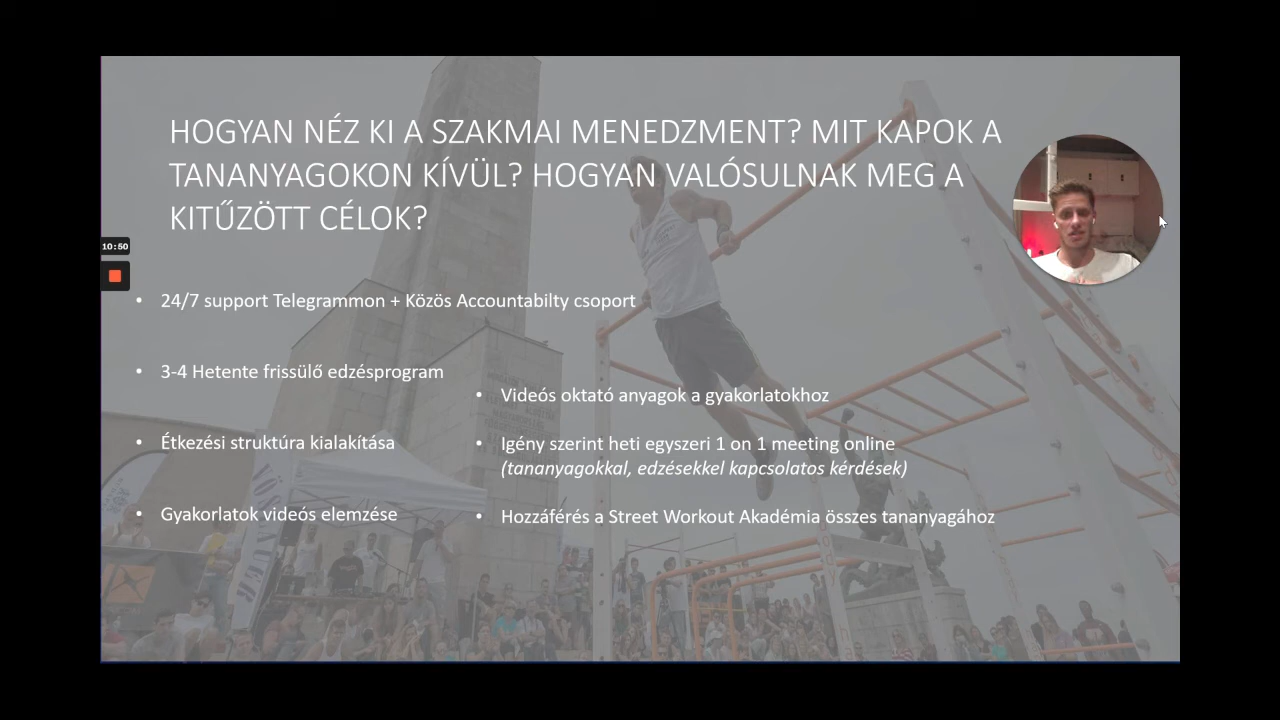 HOGYAN NÉZ KI A SZAKMAI MENEDZMENT? MIT KAPOK A
TANANYAGOKON KÍVÜL? HOGYAN VALÓSULNAK MEG A
KITŰZÖTT CÉLOK?
10:50
• 24/7 support Telegrammon + Közös Accountabilty csoport
• 3-4 Hetente frissülő edzésprogram
• Étkezési struktúra kialakítása
• Gyakorlatok videós elemzése
• Videós oktató anyagok a gyakorlatokhoz
• Igény szerint heti egyszeri 1 on 1 meeting online
(tananyagokkal, edzésekkel kapcsolatos kérdések)
• Hozzáférés a Street Workout Akadémia összes tananyagához